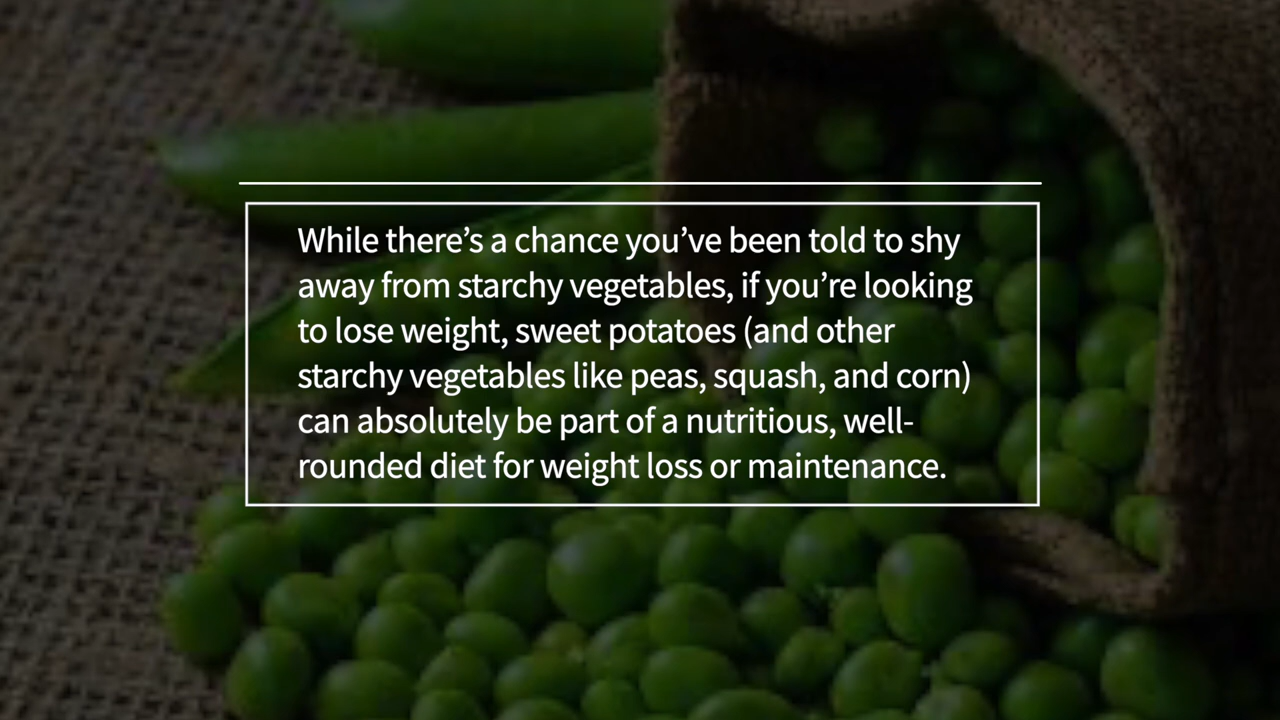 While there’s a chance you’ve been told to shy
away from starchy vegetables, if you’re looking
to lose weight, sweet potatoes (and other
starchy vegetables like peas, squash, and corn)
can absolutely be part of a nutritious, well-
rounded diet for weight loss or maintenance.